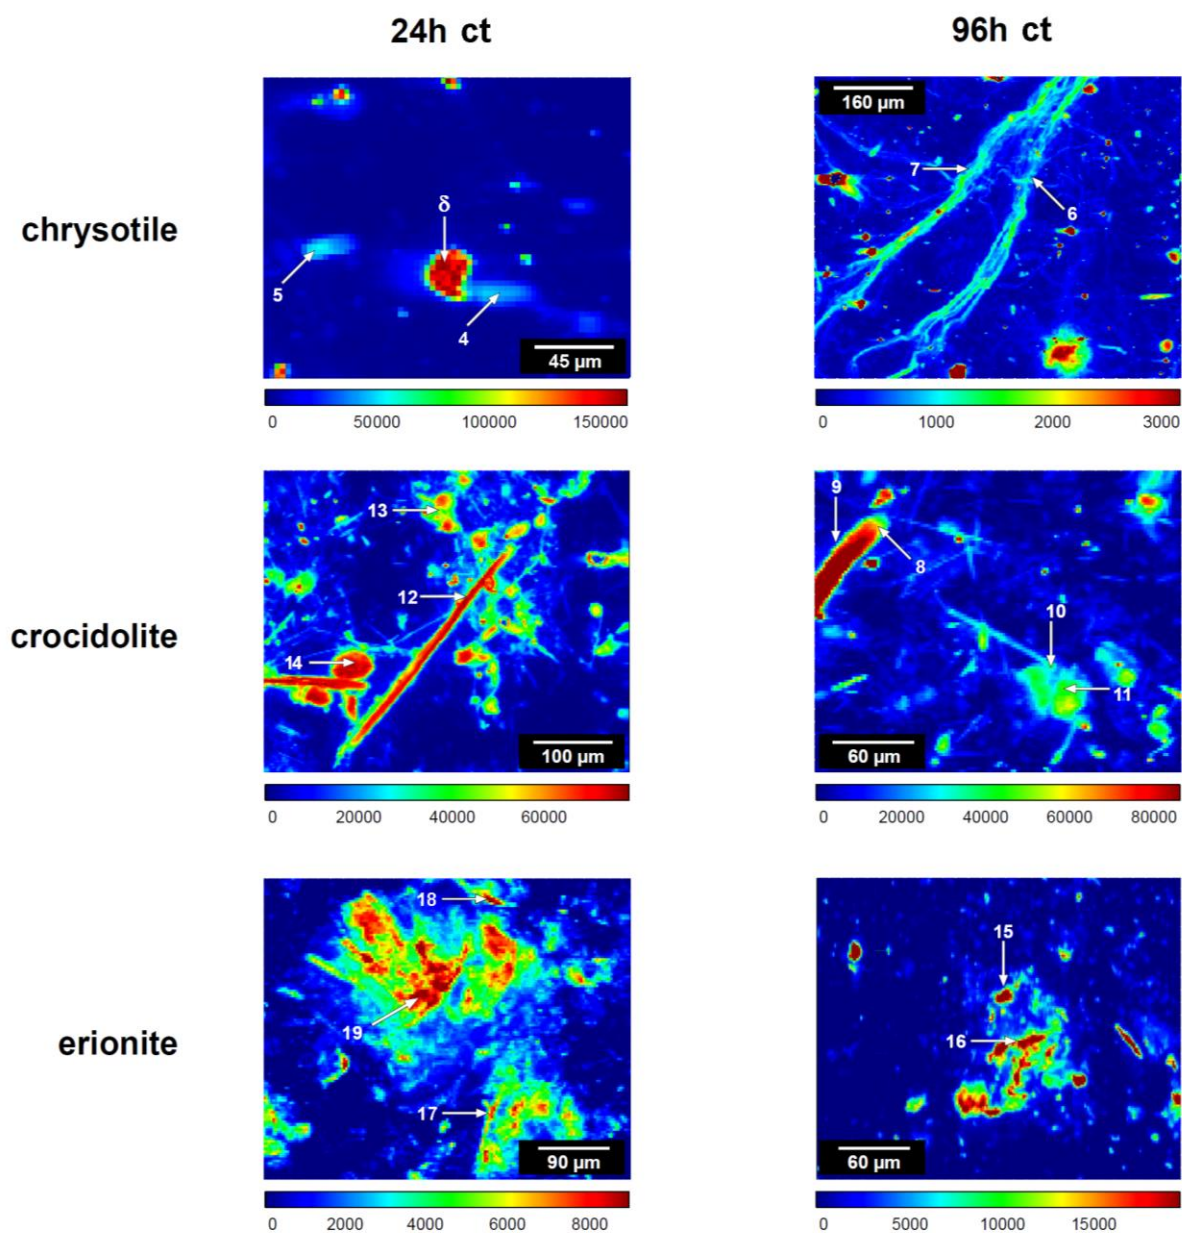 24h ct 96h ct
chrysotile
δ
5
4
45 µm
0 50000 100000 150000
160 µm
7
6
0 1000 2000 3000
crocidolite
13
12
14
100 µm
0 20000 40000 60000
9
8
10
11
60 µm
0 20000 40000 60000 80000
erionite
18
19
17
90 µm
0 2000 4000 6000 8000
15
16
60 µm
0 5000 10000 15000